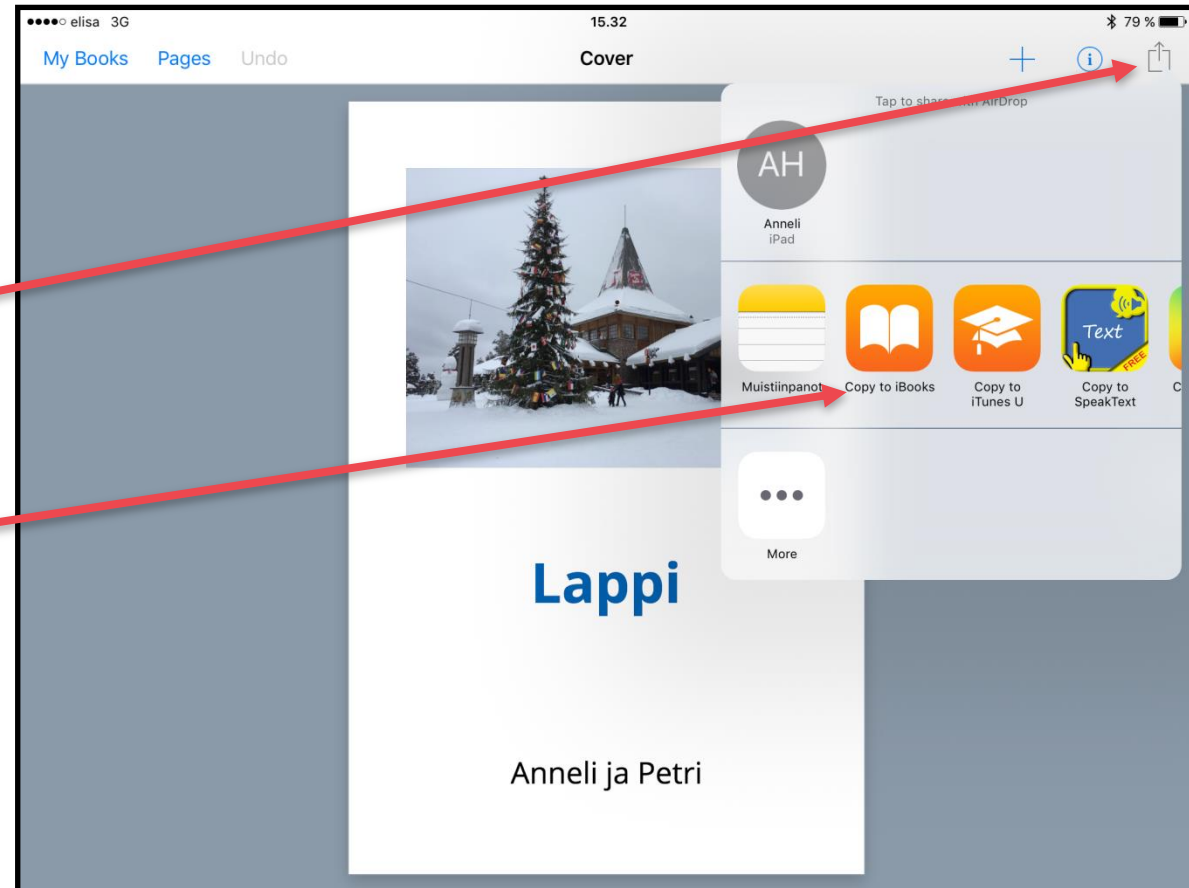 elisa 3G 15.32 79 %
My Books Pages Undo Cover
Tap to share with AirDrop
AH
Anneli
iPad
Text
FREE
Muistiinpanot Copy to iBooks Copy to Copy to C
iTunes U SpeakText
More
Lappi
Anneli ja Petri